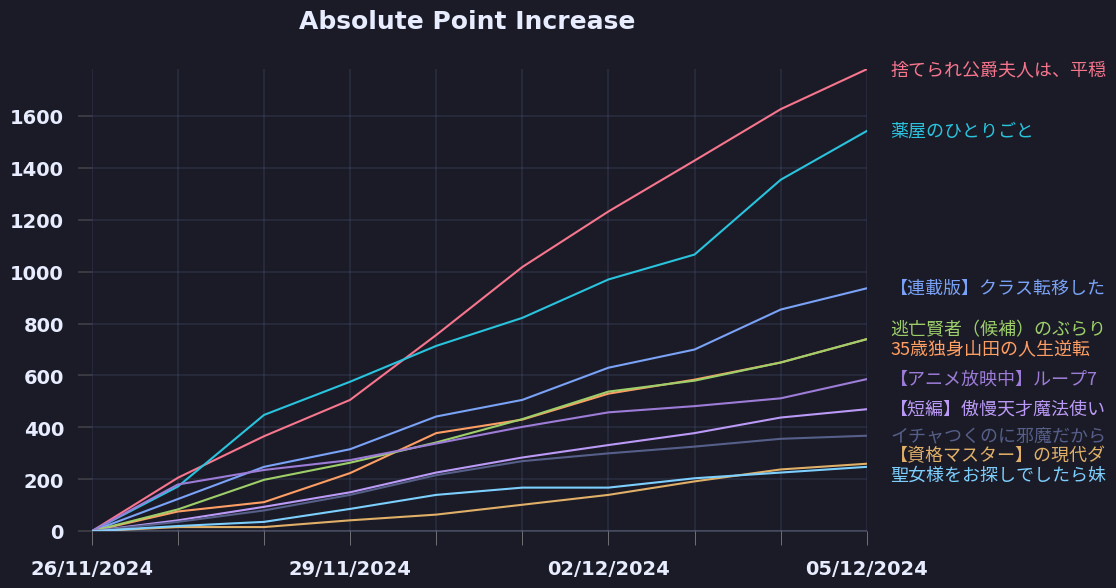 Absolute Point Increase
捨てられ公爵夫人は、平穏
1600
薬屋のひとりごと
1400
1200
1000
【連載版】クラス転移した
800
逃亡賢者（候補）のぶらり
35歳独身山田の人生逆転
600
【アニメ放映中】ループ7
【短編】傲慢天才魔法使い
400
イチャつくのに邪魔だから
【資格マスター】の現代ダ
200
聖女様をお探しでしたら妹
0
26/11/2024
29/11/2024
02/12/2024
05/12/2024